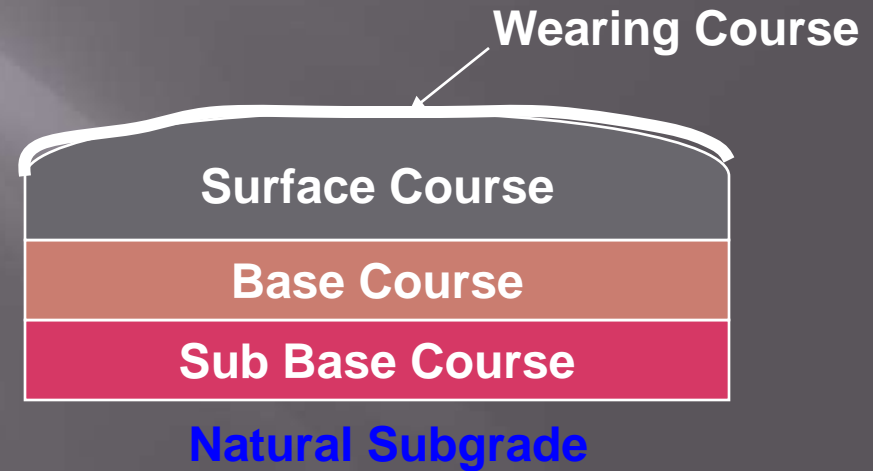 Wearing Course
Surface Course
Base Course
Sub Base Course
Natural Subgrade